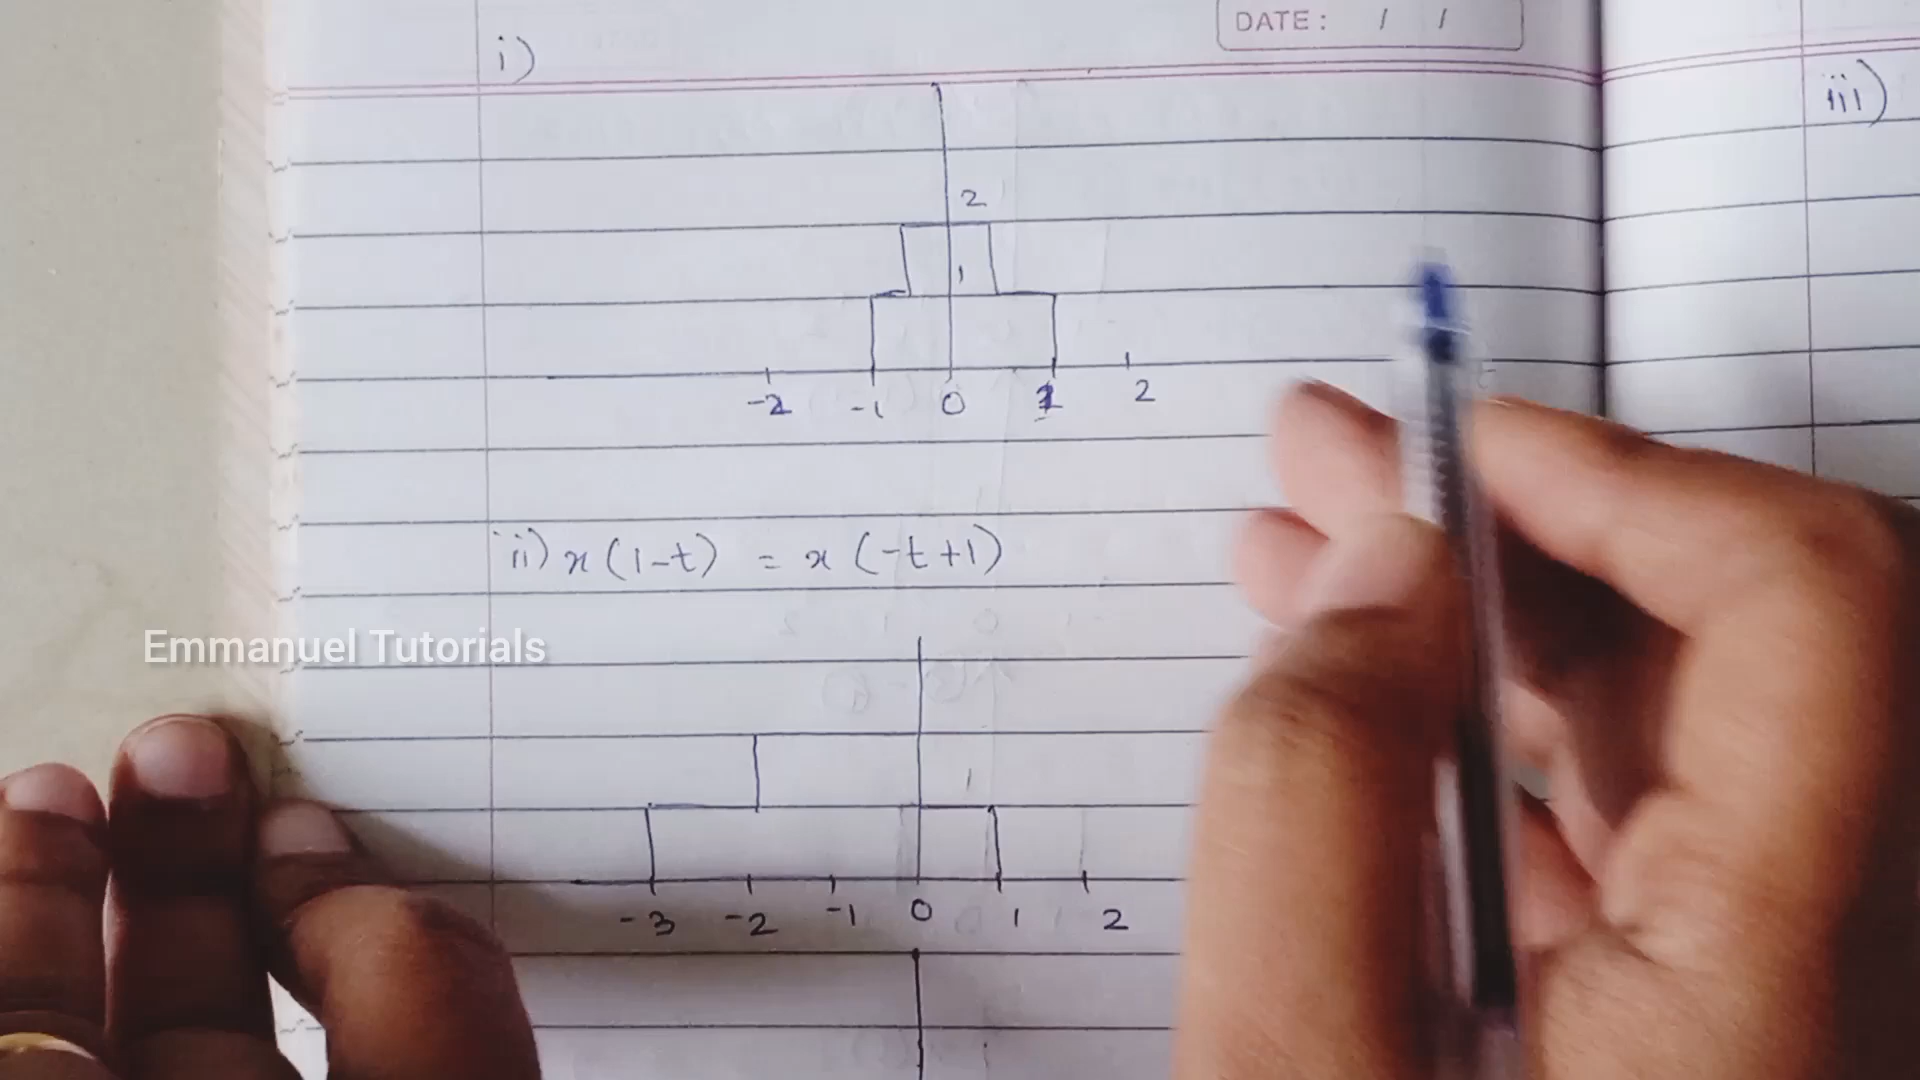 DATE: / /
i)
iii)
2
1
-2 -1 0 1 2
ii) x(1-t) = x(-t+1)
Emmanuel Tutorials
1
-3 -2 -1 0 1 2